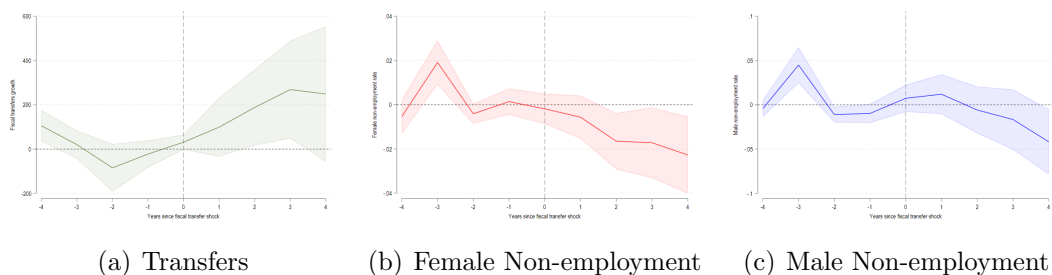 600
400
200
0
-200
Fiscal transfers growth
-4 -3 -2 -1 0 1 2 3 4
Years since fiscal transfer shock
(a) Transfers
.04
.02
0
-.02
-.04
Female non-employment rate
-4 -3 -2 -1 0 1 2 3 4
Years since fiscal transfer shock
(b) Female Non-employment
.1
.05
0
-.05
-.1
Male non-employment rate
-4 -3 -2 -1 0 1 2 3 4
Years since fiscal transfer shock
(c) Male Non-employment